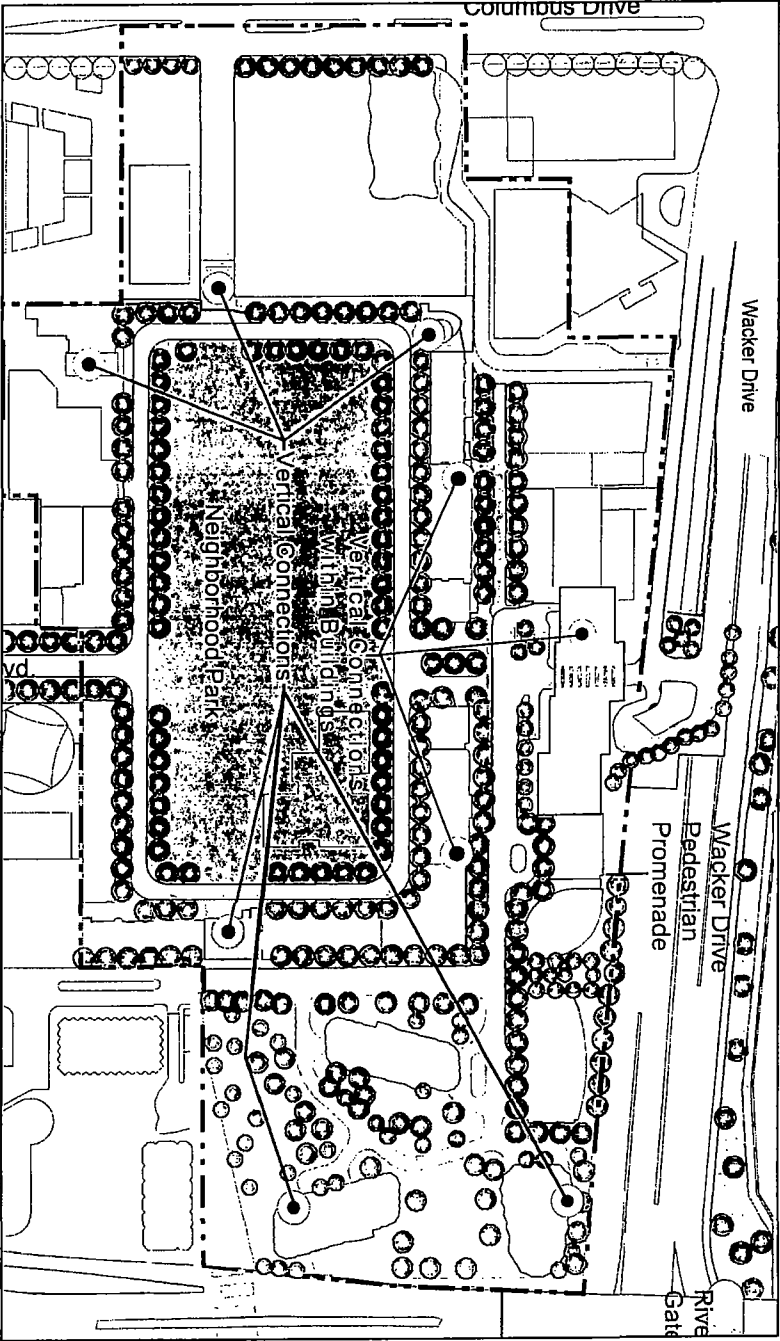 Columbus Drive
Wacker Drive
Wacker Drive
Pedestrian
Promenade
Vertical Connections
within Buildings
Vertical Connections
Neighborhood Park
vd
Rive
Gate